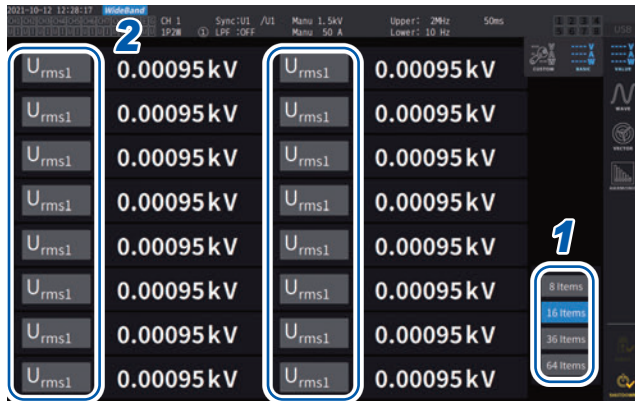 2021-10-12 12:28:17 WideBand
CH 1 Sync:U1 /U1 Manu 1.5kV Upper: 2MHz 50ms
1P2W ① LPF :OFF Manu 50 A Lower: 10 Hz
USB
2
CUSTOM BASIC VALUE
Urms1 0.00095kV Urms1 0.00095kV
Urms1 0.00095kV Urms1 0.00095kV
WAVE
Urms1 0.00095kV Urms1 0.00095kV
VECTOR
Urms1 0.00095kV Urms1 0.00095kV
HARMONIC
Urms1 0.00095kV Urms1 0.00095kV
1
Urms1 0.00095kV Urms1 0.00095kV
8 Items
16 Items
Urms1 0.00095kV Urms1 0.00095kV
36 Items
64 Items
Urms1 0.00095kV Urms1 0.00095kV
SHUTDOWN